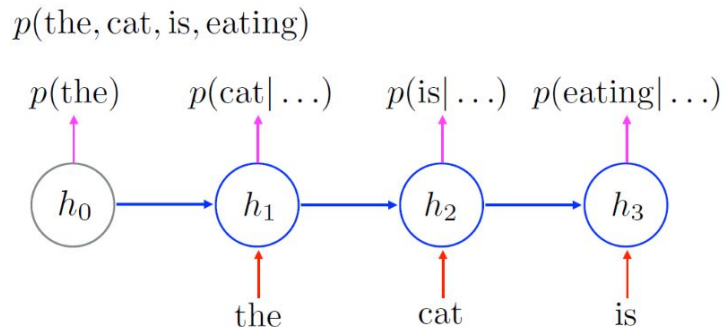 p(the, cat, is, eating)
p(the) p(cat| …) p(is| …) p(eating| …)
h₀ h₁ h₂ h₃
the cat is